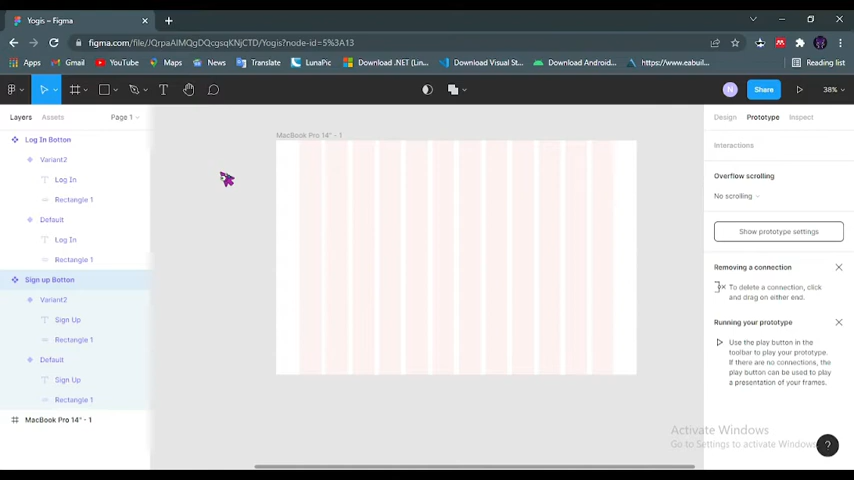 Yogis – Figma
figma.com/file/JQrpaAIMQgDQcgsqKNjCTD/Yogis?node-id=5%3A13
Apps
Gmail
YouTube
Maps
News
Translate
LunaPic
Download .NET (Lin...
Download Visual St...
Download Android...
https://www.eabuil...
Reading list
N
Share
38%
Layers
Assets
Page 1
Design
Prototype
Inspect
Log In Botton
Variant2
Log In
Rectangle 1
Default
Log In
Rectangle 1
Sign up Botton
Variant2
Sign Up
Rectangle 1
Default
Sign Up
Rectangle 1
MacBook Pro 14" - 1
MacBook Pro 14" - 1
Interactions
Overflow scrolling
No scrolling
Show prototype settings
Removing a connection
To delete a connection, click
and drag on either end.
Running your prototype
Use the play button in the
toolbar to play your prototype.
If there are no connections, the
play button can be used to play
a presentation of your frames.
Activate Windows
Go to Settings to activate Windows.
?